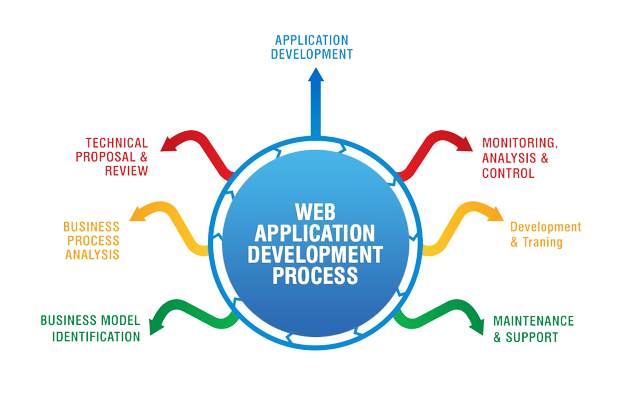 APPLICATION
DEVELOPMENT
TECHNICAL
PROPOSAL &
REVIEW
MONITORING,
ANALYSIS &
CONTROL
BUSINESS
PROCESS
ANALYSIS
WEB
APPLICATION
DEVELOPMENT
PROCESS
Development
& Traning
BUSINESS MODEL
IDENTIFICATION
MAINTENANCE
& SUPPORT